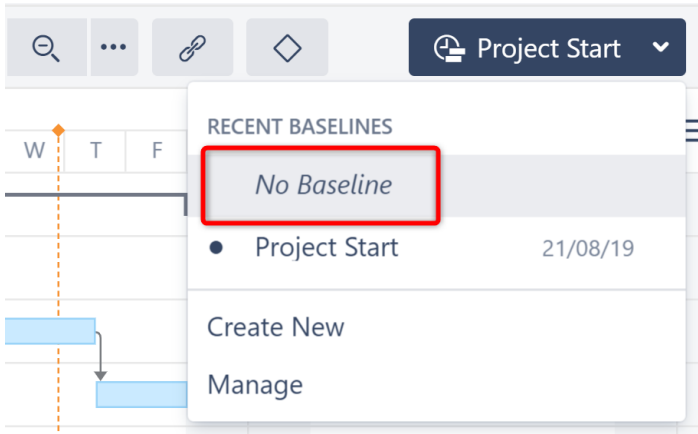 Project Start
RECENT BASELINES
W T F
No Baseline
Project Start 21/08/19
Create New
Manage